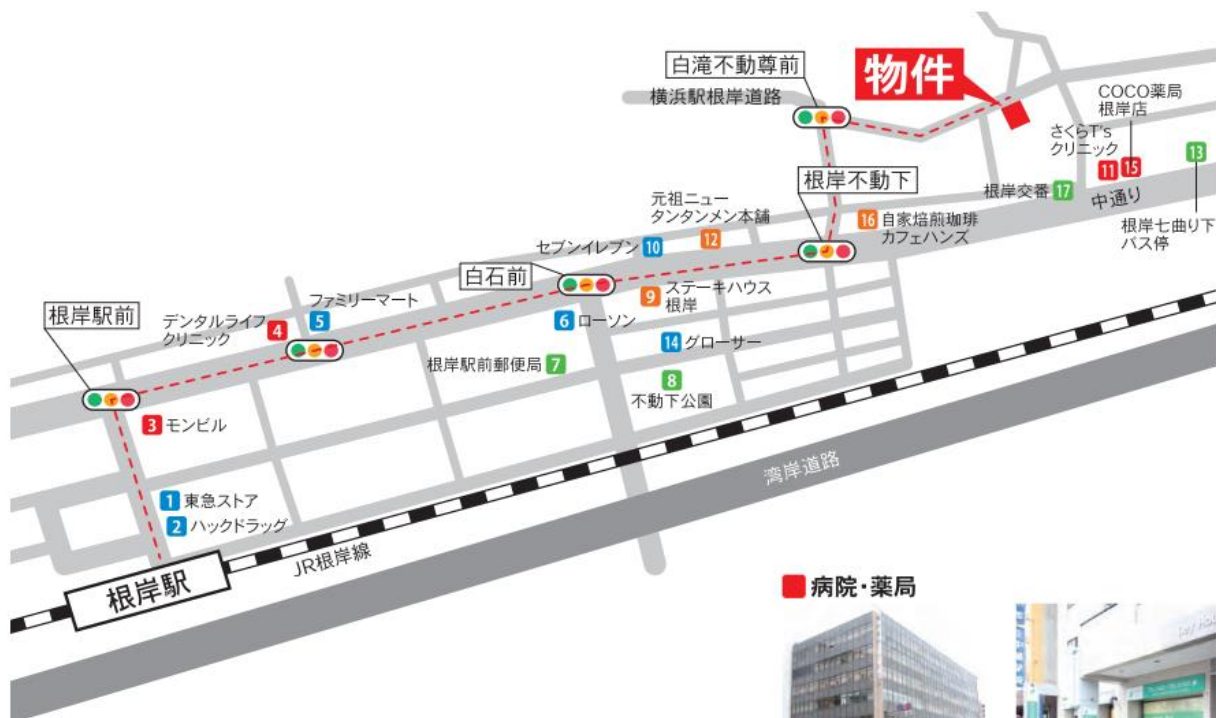 白滝不動尊前
物件
横浜駅根岸道路
COCO薬局
根岸店
さくらT's
クリニック
11
15
13
根岸不動下
根岸交番
17
中通り
根岸七曲り下
バス停
元祖ニュー
タンタンメン本舗
12
16
自家焙煎珈琲
カフェハンズ
セブンイレブン
10
白石前
9
ステーキハウス
根岸
ファミリーマート
5
6
ローソン
根岸駅前
デンタルライフ
クリニック
4
14
グローサー
根岸駅前郵便局
7
8
不動下公園
3
モンビル
湾岸道路
1
東急ストア
2
ハックドラッグ
JR根岸線
根岸駅
病院・薬局